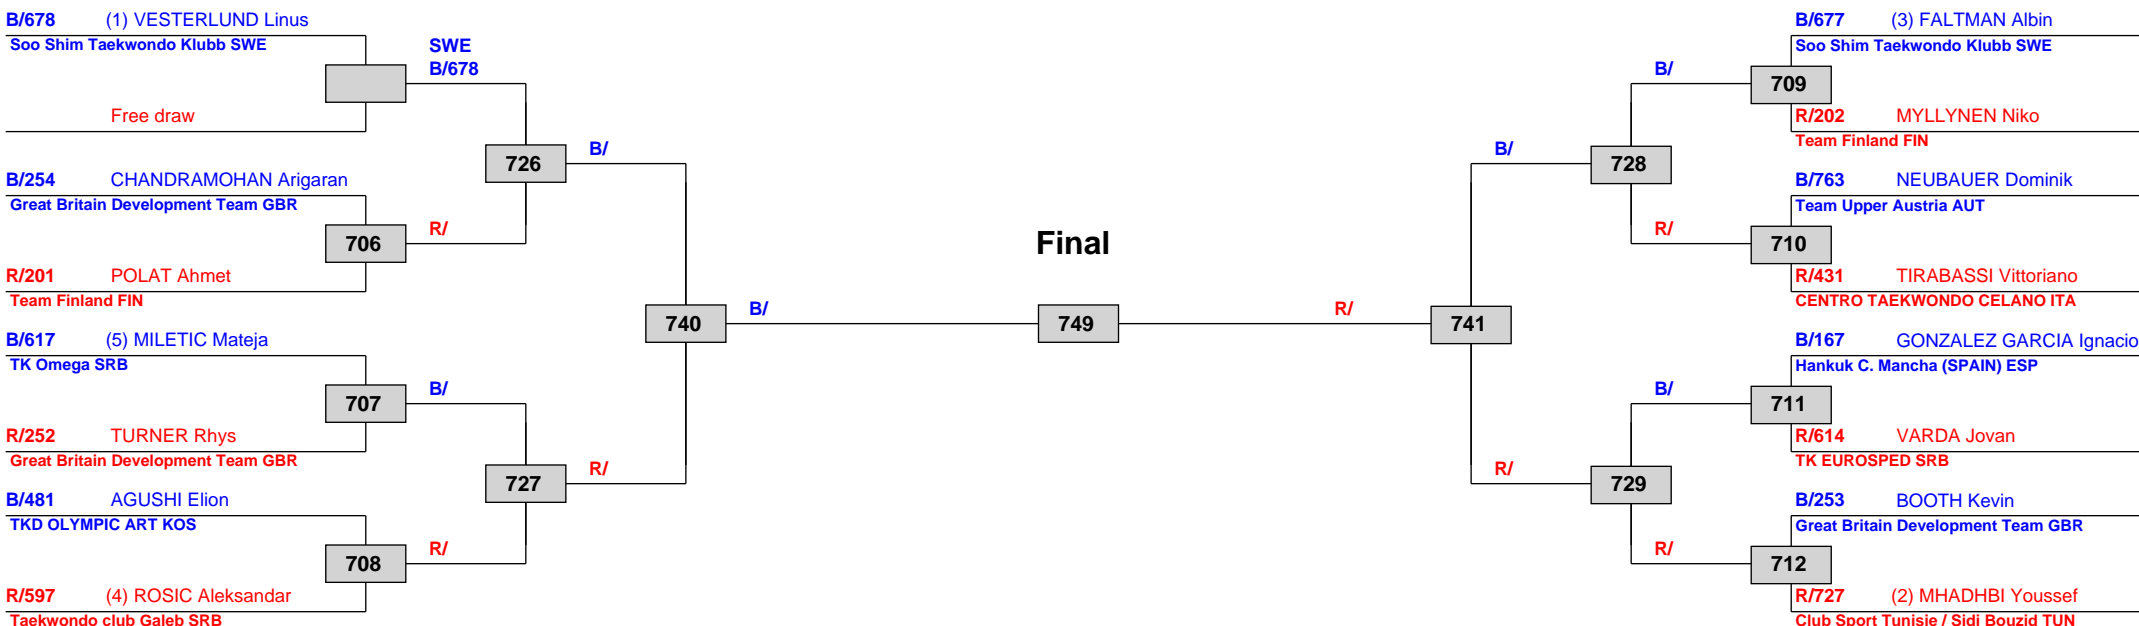 B/678 (1) VESTERLUND Linus
Soo Shim Taekwondo Klubb SWE
Free draw
B/254 CHANDRAMOHAN Arigaran
Great Britain Development Team GBR
706
R/201 POLAT Ahmet
Team Finland FIN
B/617 (5) MILETIC Mateja
TK Omega SRB
707
R/252 TURNER Rhys
Great Britain Development Team GBR
B/481 AGUSHI Elion
TKD OLYMPIC ART KOS
708
R/597 (4) ROSIC Aleksandar
Taekwondo club Galeb SRB
SWE
B/678
726
R/
B/
727
R/
B/
740
R/
B/
Final
749
R/
741
B/
R/
B/
728
R/
B/
729
R/
B/677 (3) FALTMAN Albin
Soo Shim Taekwondo Klubb SWE
709
R/202 MYLLYNEN Niko
Team Finland FIN
B/763 NEUBAUER Dominik
Team Upper Austria AUT
710
R/431 TIRABASSI Vittoriano
CENTRO TAEKWONDO CELANO ITA
B/167 GONZALEZ GARCIA Ignacio
Hankuk C. Mancha (SPAIN) ESP
711
R/614 VARDA Jovan
TK EUROSPED SRB
B/253 BOOTH Kevin
Great Britain Development Team GBR
712
R/727 (2) MHADHBI Youssef
Club Sport Tunisie / Sidi Bouzid TUN